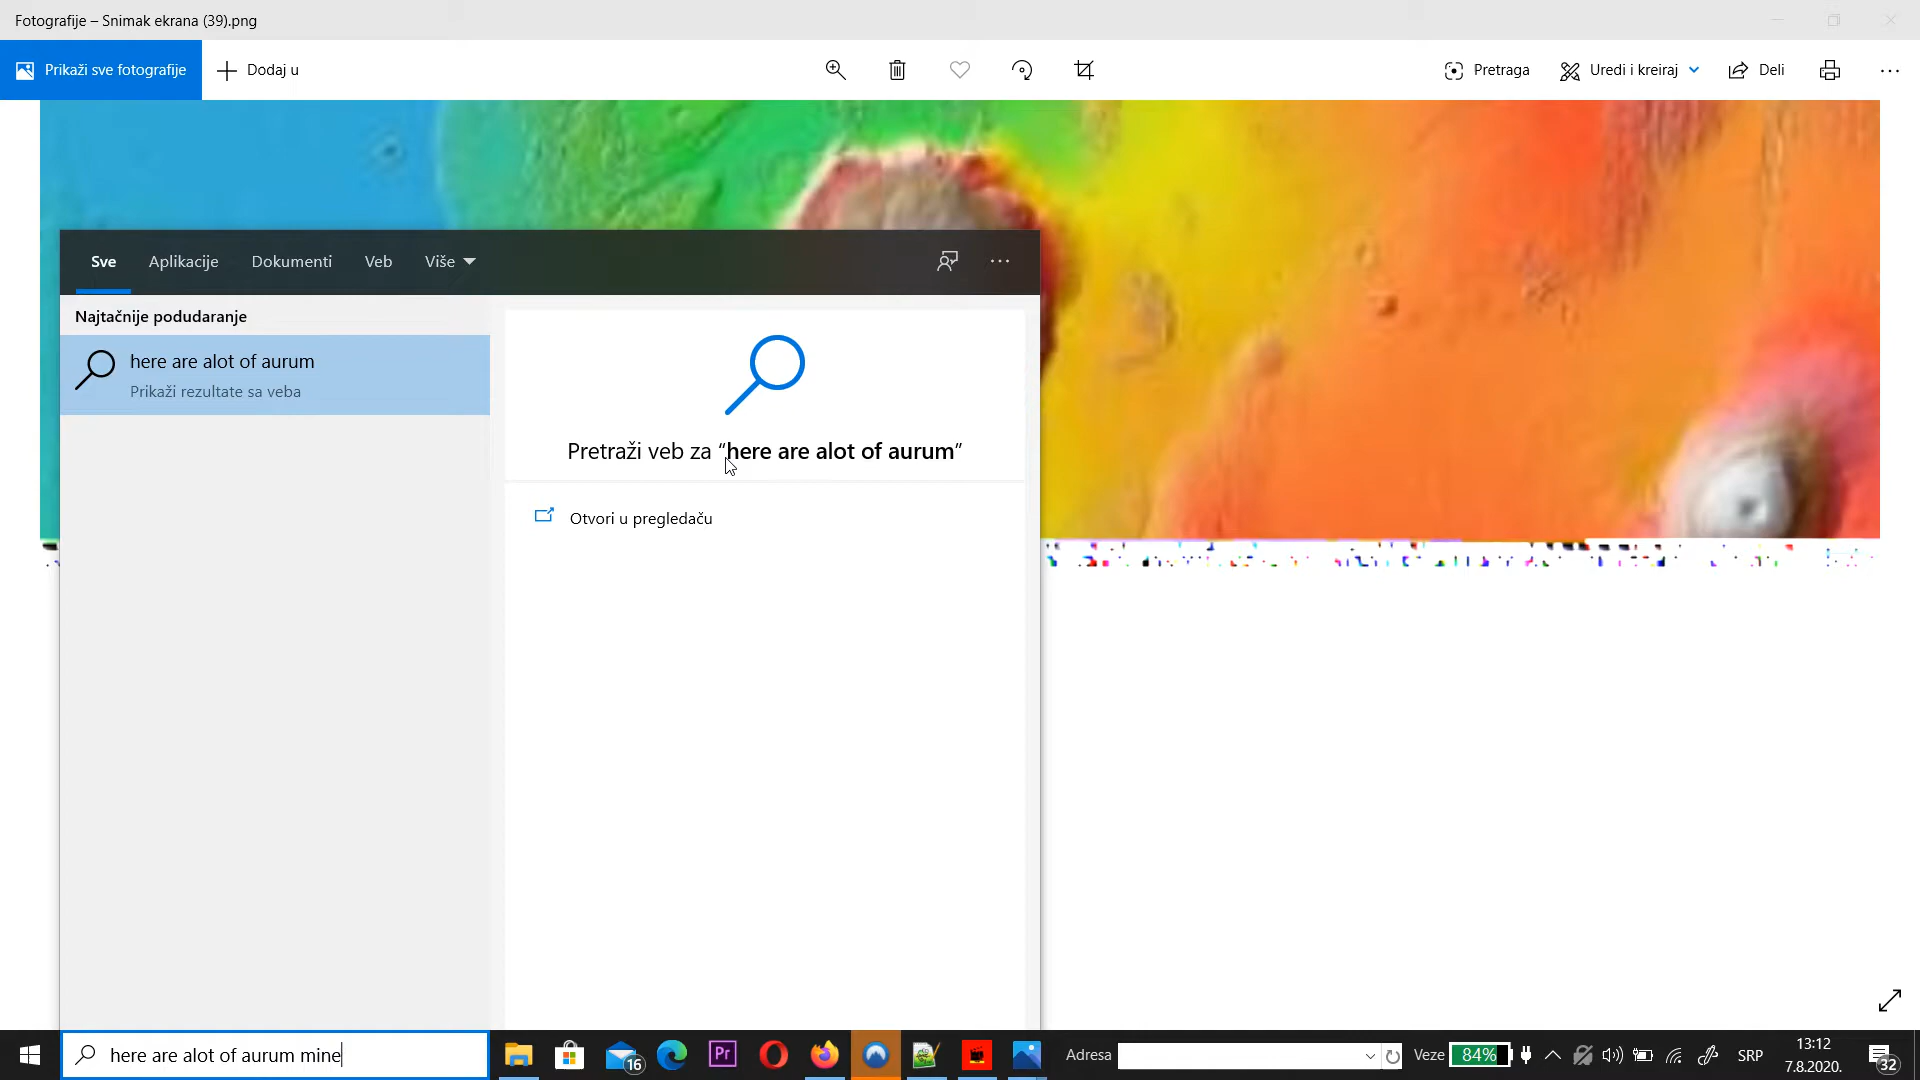 Fotografije – Snimak ekrana (39).png
Prikaži sve fotografije
Dodaj u
Pretraga
Uredi i kreiraj
Deli
Sve
Aplikacije
Dokumenti
Veb
Više
Najtačnije podudaranje
here are alot of aurum
Prikaži rezultate sa veba
Pretraži veb za “here are alot of aurum”
Otvori u pregledaču
here are alot of aurum mine
16
Pr
Adresa
Veze
84%
SRP
13:12
7.8.2020.
32